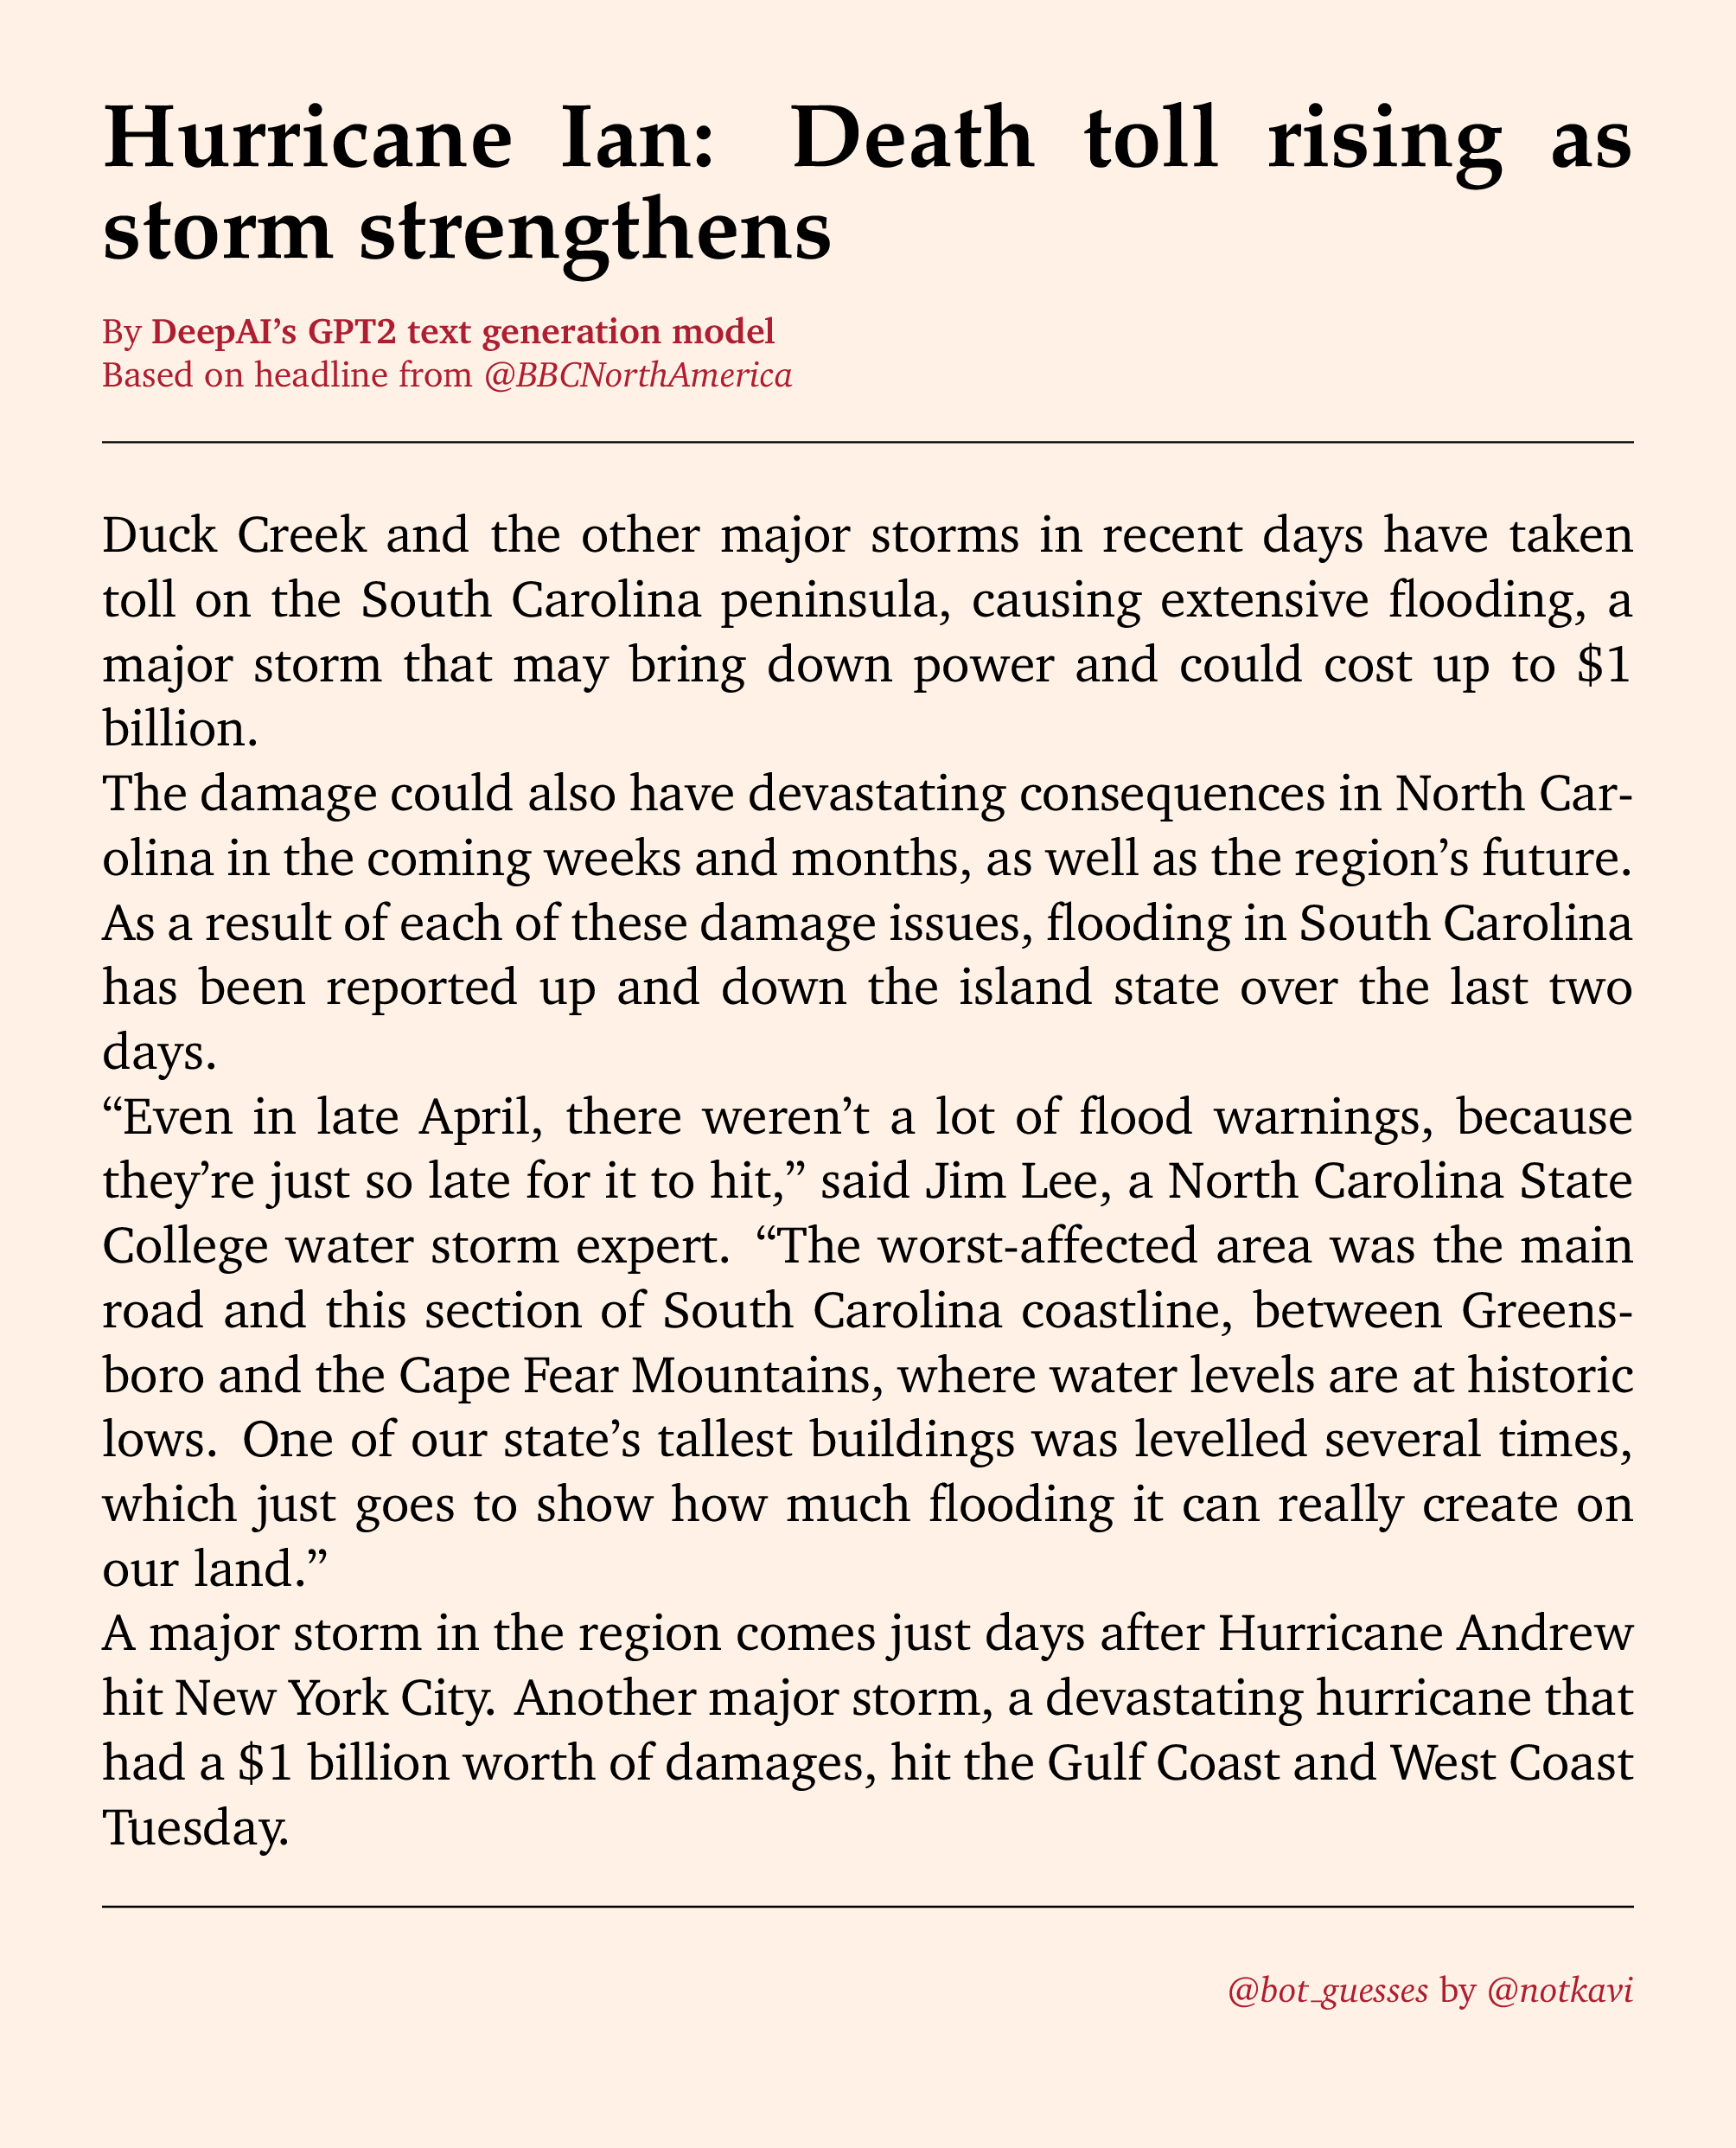 Hurricane Ian: Death toll rising as
storm strengthens
By DeepAI’s GPT2 text generation model
Based on headline from @BBCNorthAmerica
Duck Creek and the other major storms in recent days have taken
toll on the South Carolina peninsula, causing extensive flooding, a
major storm that may bring down power and could cost up to $1
billion.
The damage could also have devastating consequences in North Car-
olina in the coming weeks and months, as well as the region’s future.
As a result of each of these damage issues, flooding in South Carolina
has been reported up and down the island state over the last two
days.
“Even in late April, there weren’t a lot of flood warnings, because
they’re just so late for it to hit,” said Jim Lee, a North Carolina State
College water storm expert. “The worst-affected area was the main
road and this section of South Carolina coastline, between Greens-
boro and the Cape Fear Mountains, where water levels are at historic
lows. One of our state’s tallest buildings was levelled several times,
which just goes to show how much flooding it can really create on
our land.”
A major storm in the region comes just days after Hurricane Andrew
hit New York City. Another major storm, a devastating hurricane that
had a $1 billion worth of damages, hit the Gulf Coast and West Coast
Tuesday.
@bot_guesses by @notkavi